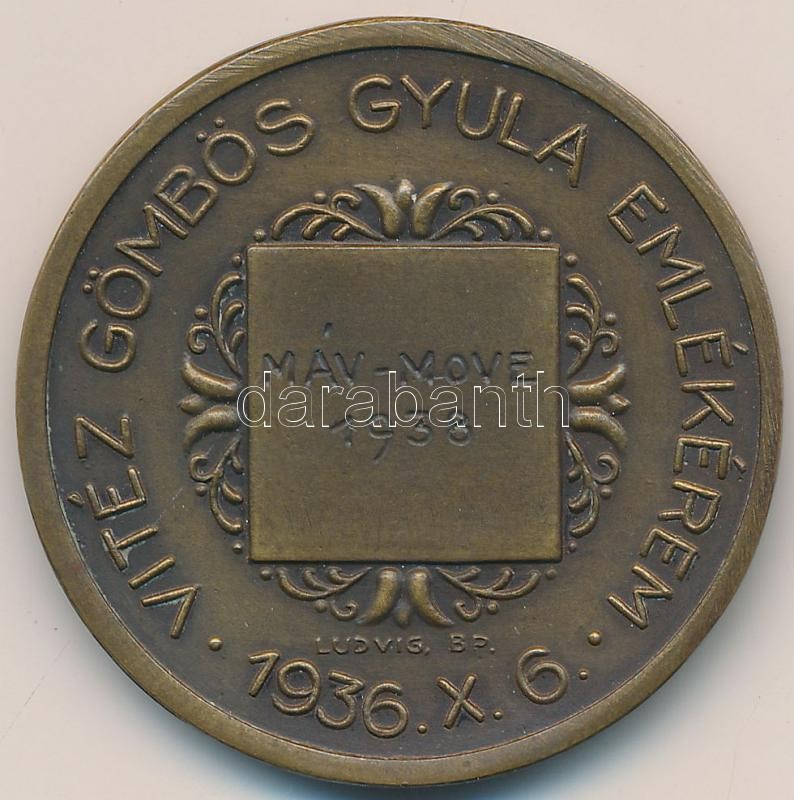 VITÉZ GÖMBÖS GYULA EMLÉKÉREM
MÁV-MOVE
darabanth
1938
LUDVIG, BP.
· 1936. X. 6. ·